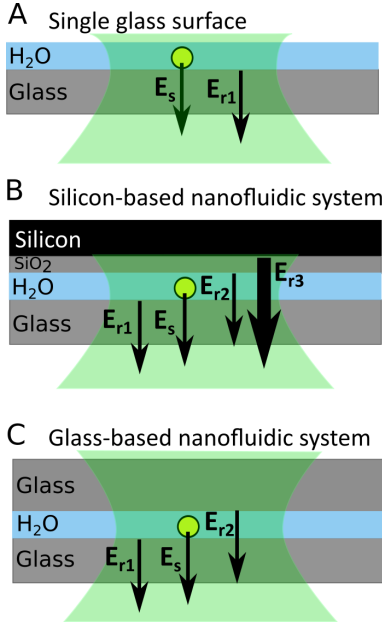 A Single glass surface
H₂O
Eₛ Eᵣ₁
Glass
B Silicon-based nanofluidic system
Silicon
SiO₂
Eᵣ₃
H₂O Eᵣ₂
Glass Eᵣ₁ Eₛ
C Glass-based nanofluidic system
Glass
H₂O Eᵣ₂
Glass Eᵣ₁ Eₛ